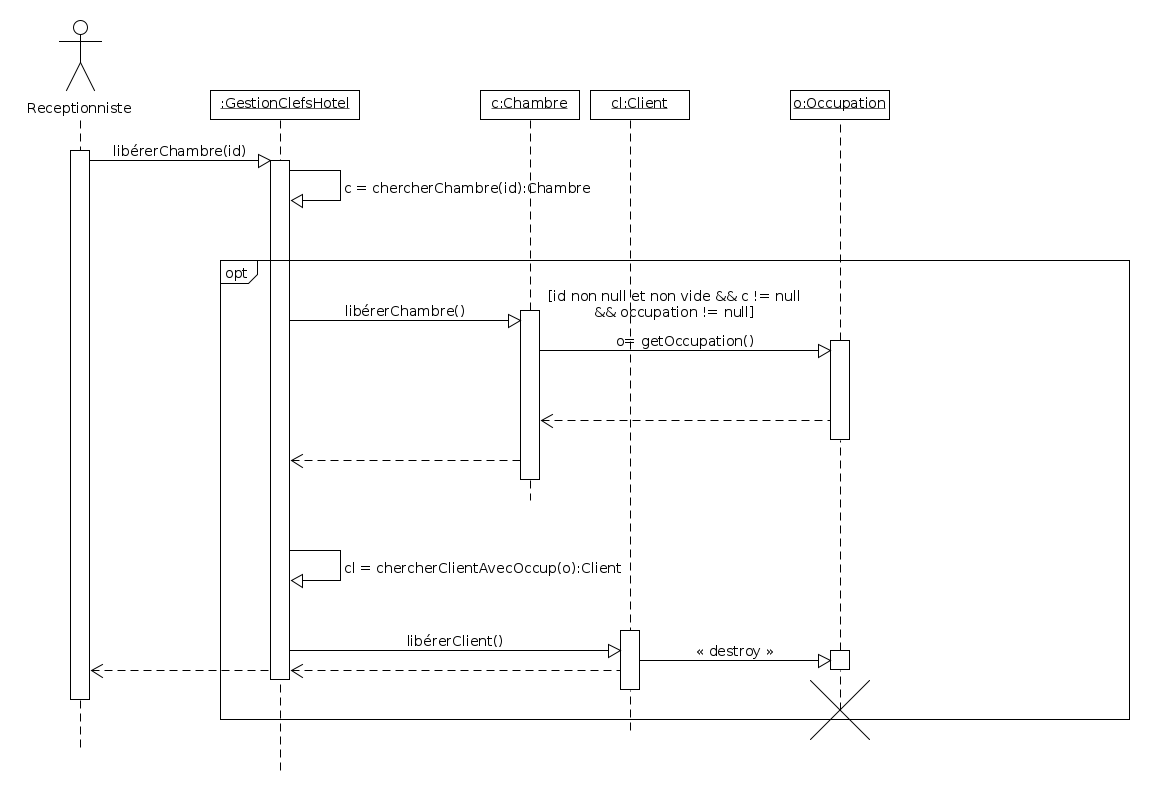 Receptionniste
:GestionClefsHotel
c:Chambre
cl:Client
o:Occupation
libérerChambre(id)
c = chercherChambre(id):Chambre
opt
[id non null et non vide && c != null
&& occupation != null]
libérerChambre()
o= getOccupation()
cl = chercherClientAvecOccup(o):Client
libérerClient()
« destroy »